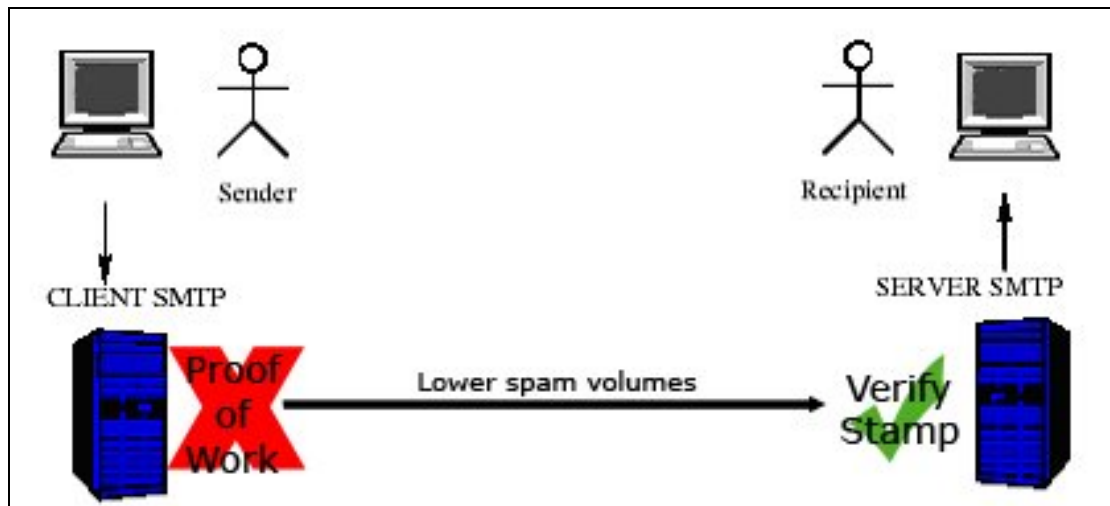 Sender
Recipient
CLIENT SMTP
SERVER SMTP
Proof
of
Work
Lower spam volumes
Verify
Stamp